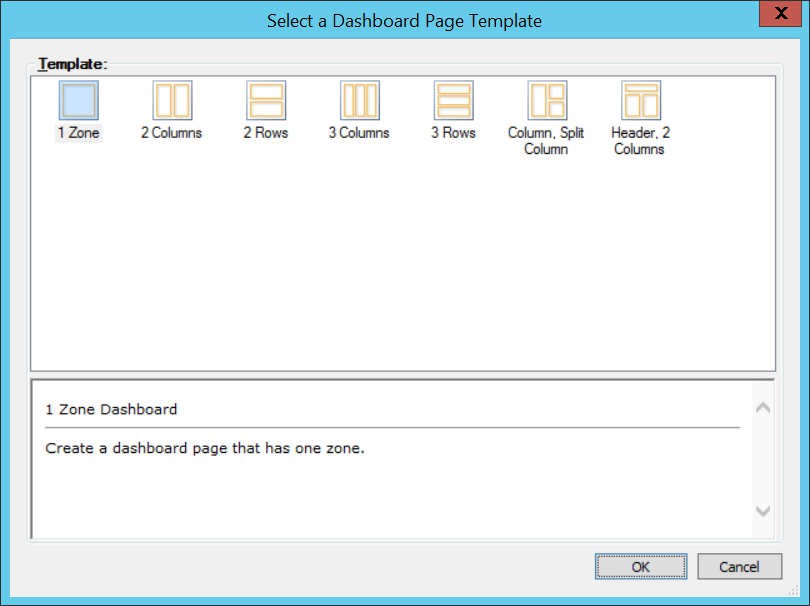 Select a Dashboard Page Template
X
Template:
1 Zone
2 Columns
2 Rows
3 Columns
3 Rows
Column, Split
Column
Header, 2
Columns
1 Zone Dashboard
Create a dashboard page that has one zone.
OK
Cancel